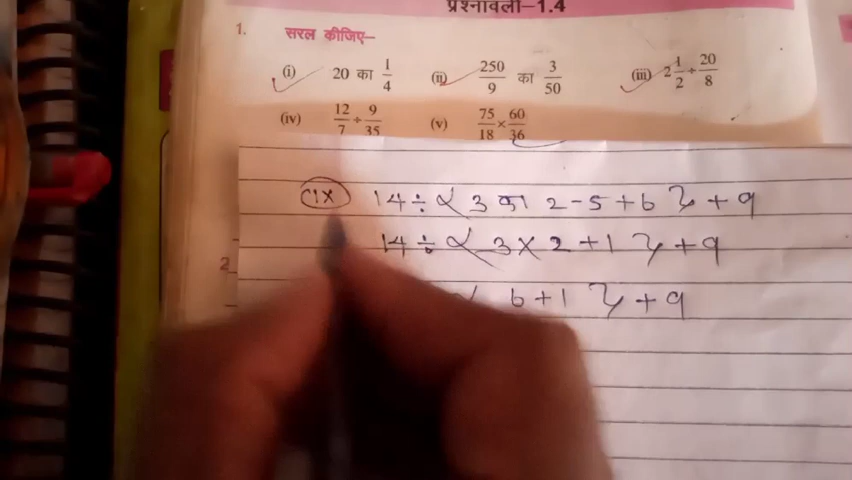 प्रश्नावली–1.4
1. सरल कीजिए–
(i) 20 का 1/4 (ii) 250/9 का 3/50 (iii) 2 1/2 ÷ 20/8
(iv) 12/7 ÷ 9/35 (v) 75/18 × 60/36
(ix) 14 ÷ { 3 का 2 - 5 + 6 } + 9
14 ÷ { 3 × 2 + 1 } + 9
2
6 + 1 } + 9